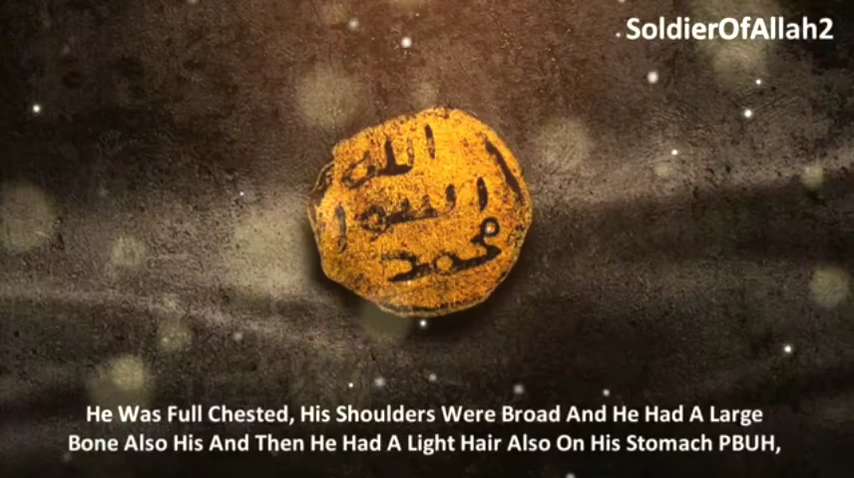 SoldierOfAllah2
الله
رسول
محمد
He Was Full Chested, His Shoulders Were Broad And He Had A Large
Bone Also His And Then He Had A Light Hair Also On His Stomach PBUH,